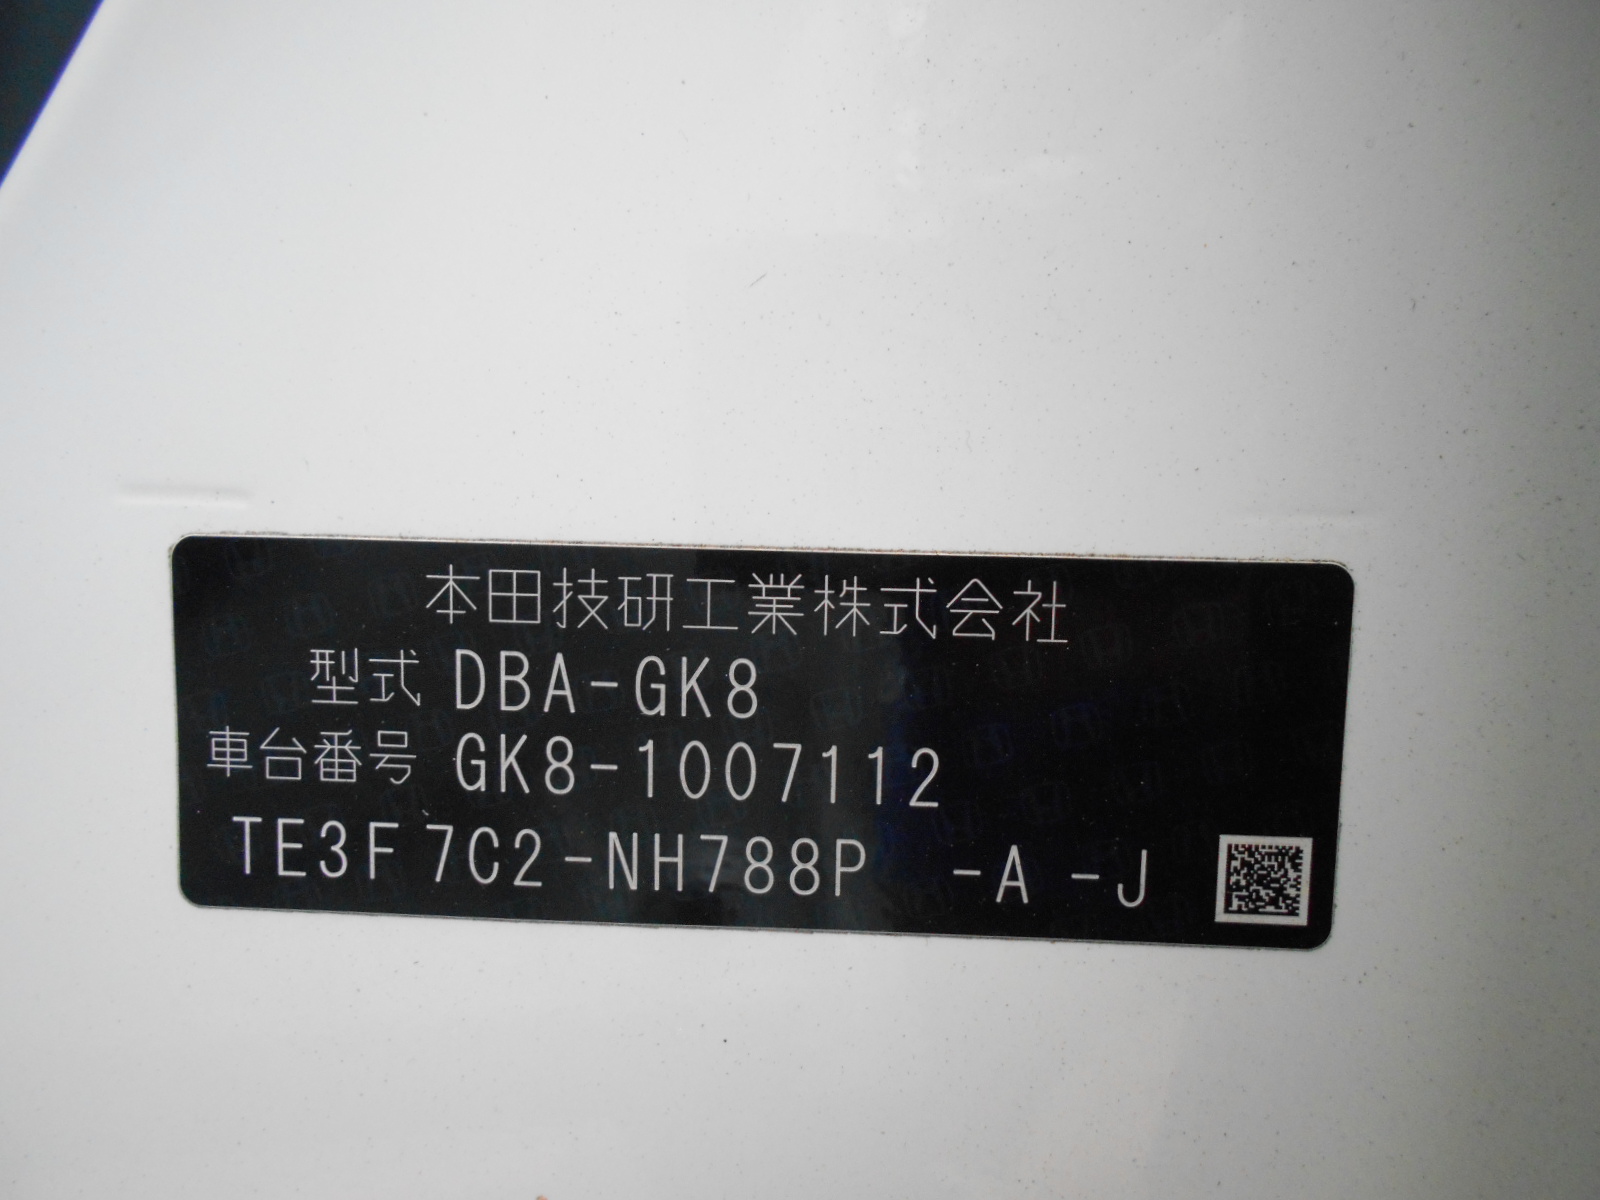 本田技研工業株式会社
型式 DBA-GK8
車台番号 GK8-1007112
TE3F 7C2-NH788P -A -J